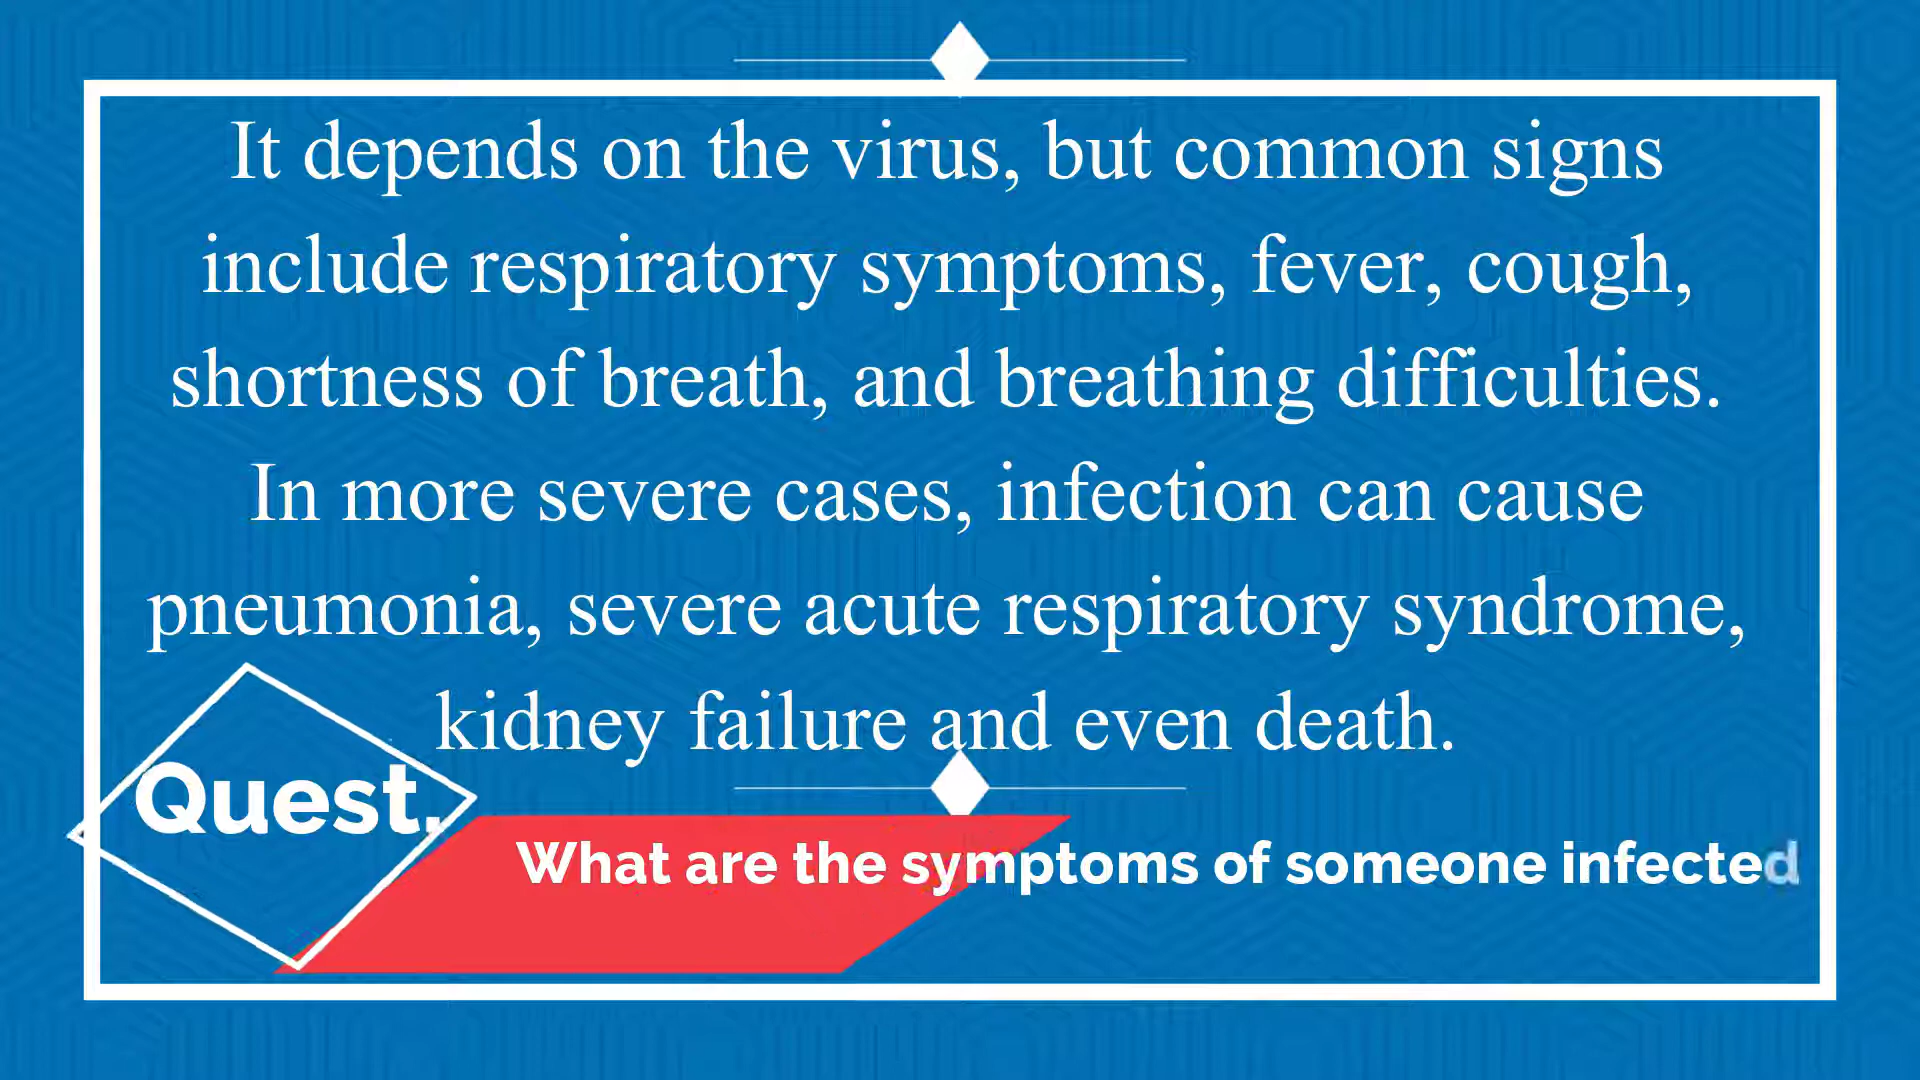 It depends on the virus, but common signs
include respiratory symptoms, fever, cough,
shortness of breath, and breathing difficulties.
In more severe cases, infection can cause
pneumonia, severe acute respiratory syndrome,
kidney failure and even death.
Quest.
What are the symptoms of someone infected